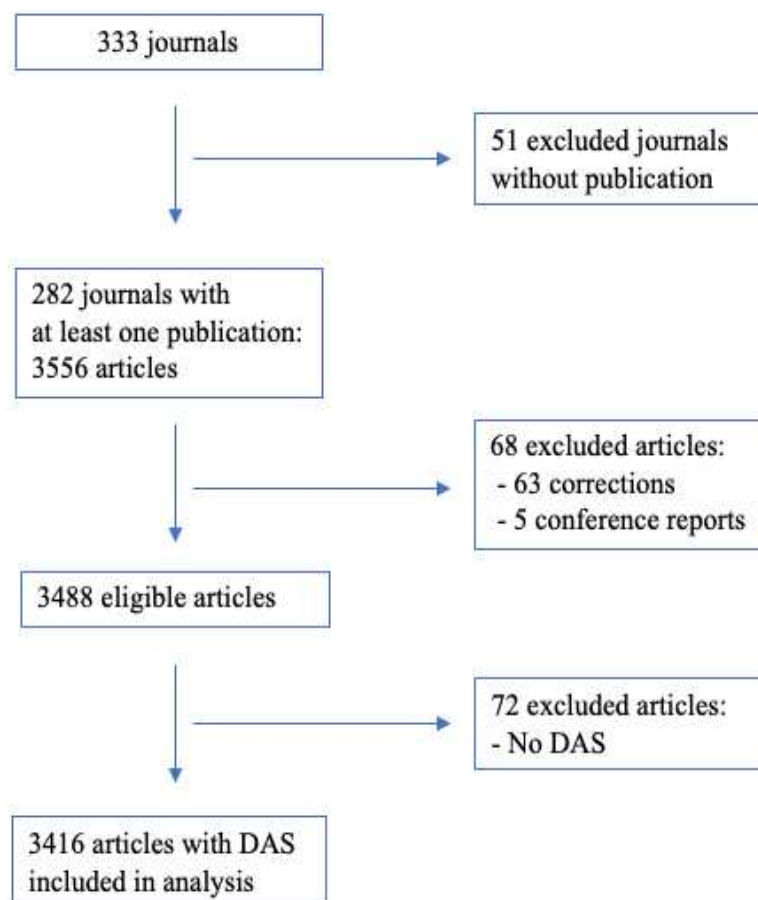 333 journals
51 excluded journals
without publication
282 journals with
at least one publication:
3556 articles
68 excluded articles:
- 63 corrections
- 5 conference reports
3488 eligible articles
72 excluded articles:
- No DAS
3416 articles with DAS
included in analysis